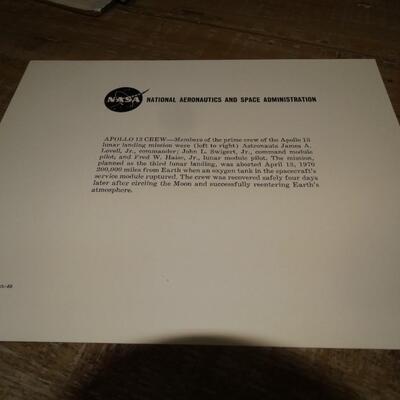 NASA NATIONAL AERONAUTICS AND SPACE ADMINISTRATION
APOLLO 13 CREW—Members of the prime crew of the Apollo 13
lunar landing mission were (left to right) Astronauts James A.
Lovell, Jr., commander; John L. Swigert, Jr., command module
pilot; and Fred W. Haise, Jr., lunar module pilot. The mission,
planned as the third lunar landing, was aborted April 13, 1970
200,000 miles from Earth when an oxygen tank in the spacecraft's
service module ruptured. The crew was recovered safely four days
later after circling the Moon and successfully reentering Earth's
atmosphere.